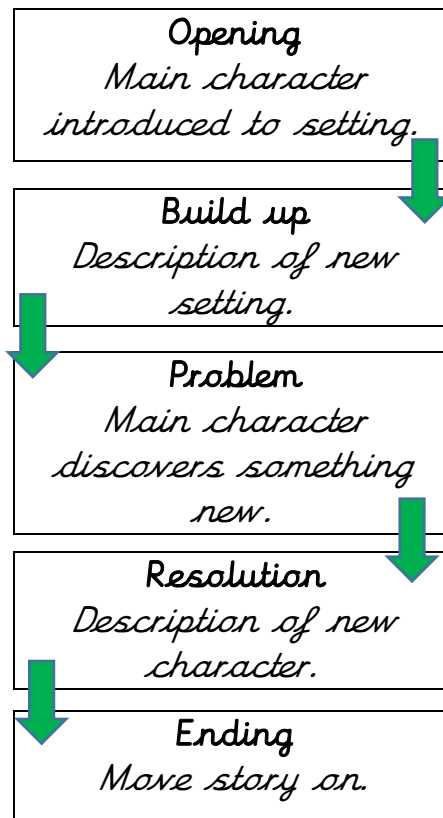 Opening
Main character
introduced to setting.
Build up
Description of new
setting.
Problem
Main character
discovers something
new.
Resolution
Description of new
character.
Ending
Move story on.